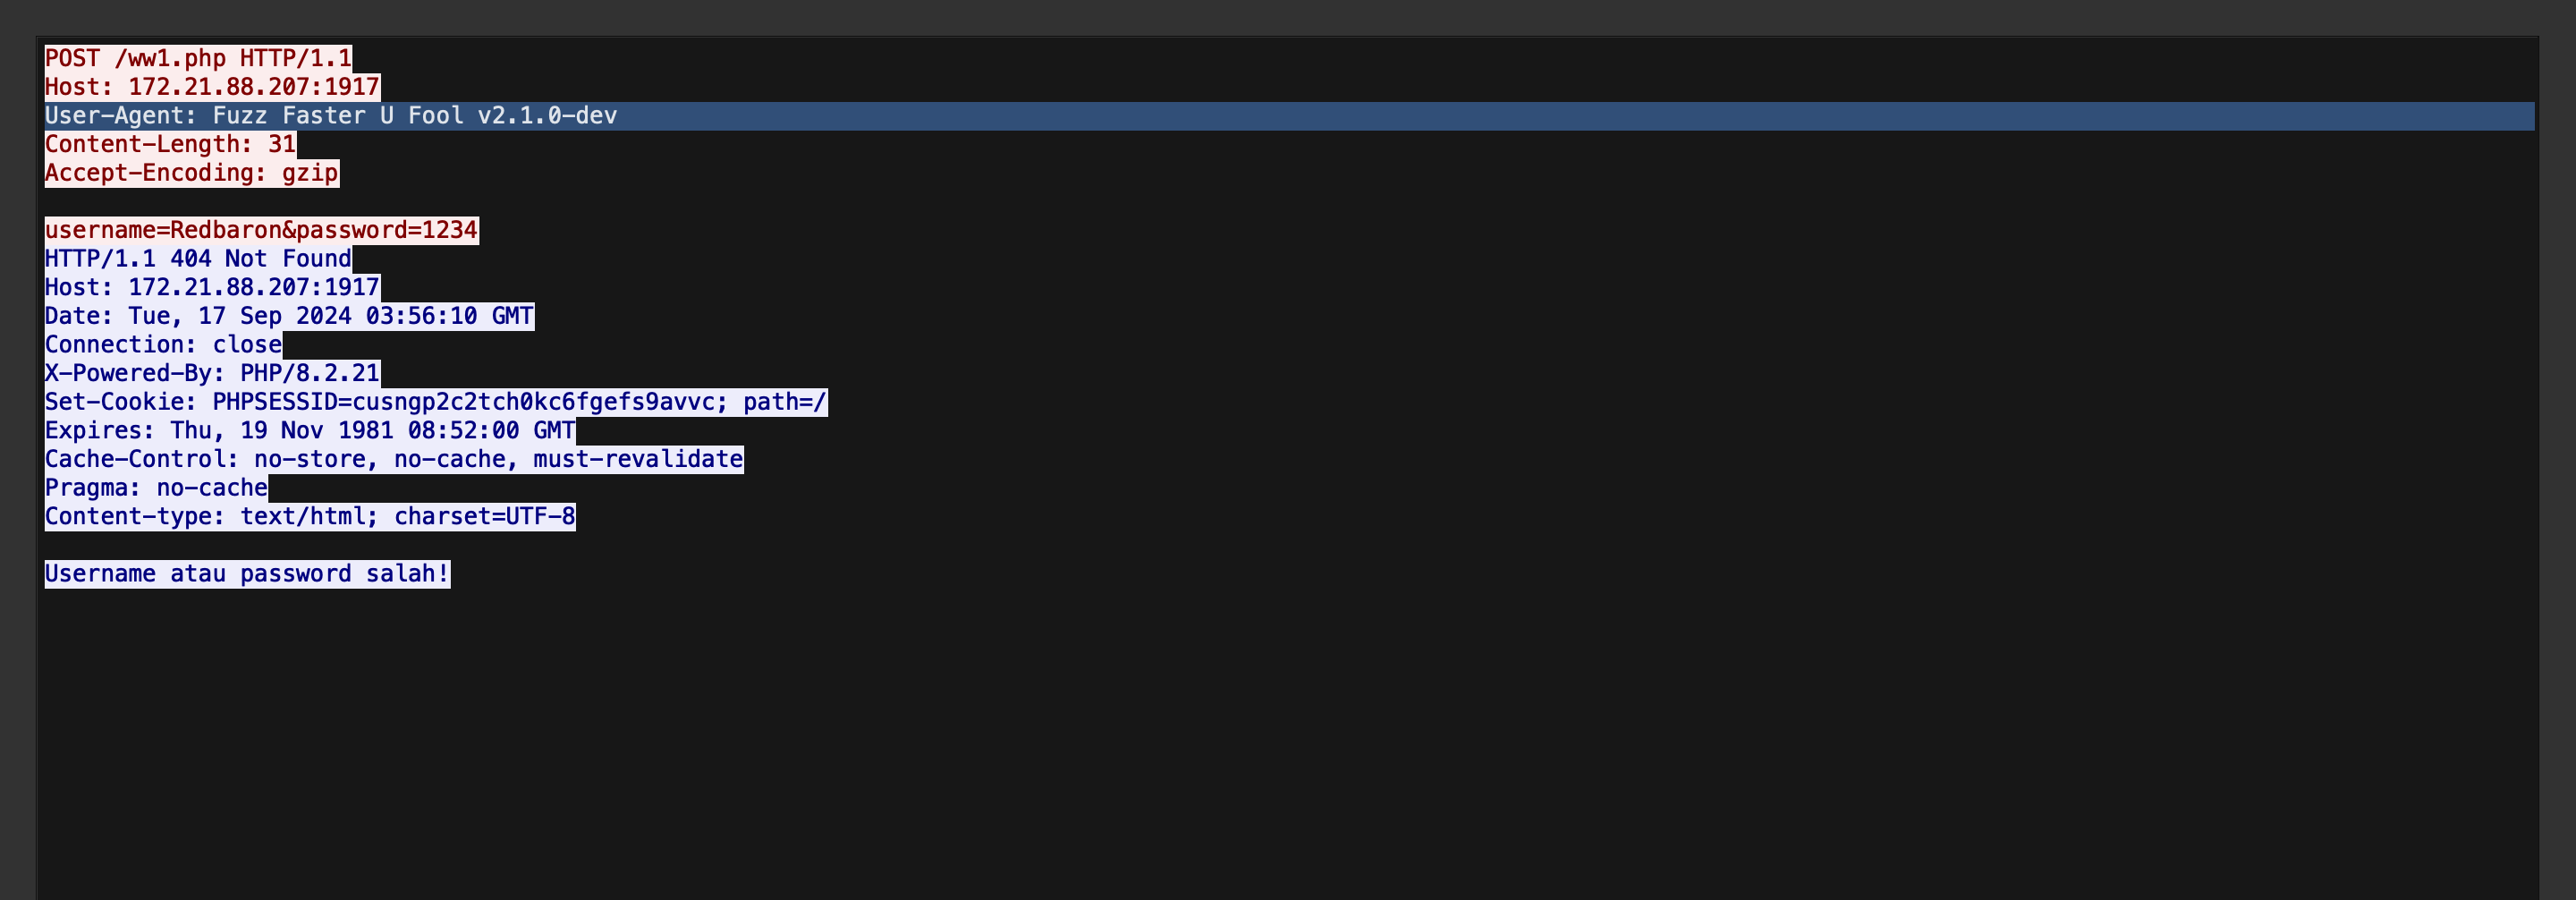 POST /ww1.php HTTP/1.1
Host: 172.21.88.207:1917
User-Agent: Fuzz Faster U Fool v2.1.0-dev
Content-Length: 31
Accept-Encoding: gzip
username=Redbaron&password=1234
HTTP/1.1 404 Not Found
Host: 172.21.88.207:1917
Date: Tue, 17 Sep 2024 03:56:10 GMT
Connection: close
X-Powered-By: PHP/8.2.21
Set-Cookie: PHPSESSID=cusngp2c2tch0kc6fgefs9avvc; path=/
Expires: Thu, 19 Nov 1981 08:52:00 GMT
Cache-Control: no-store, no-cache, must-revalidate
Pragma: no-cache
Content-type: text/html; charset=UTF-8
Username atau password salah!